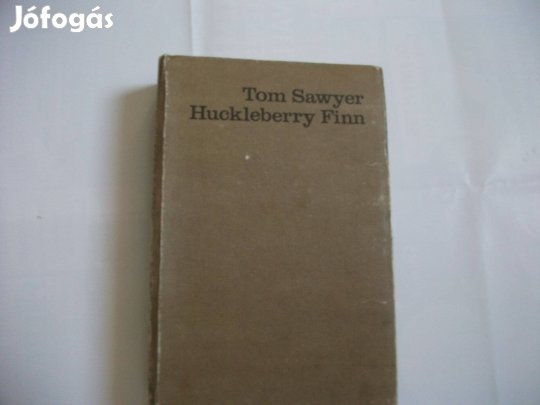 Jófogás
Tom Sawyer
Huckleberry Finn